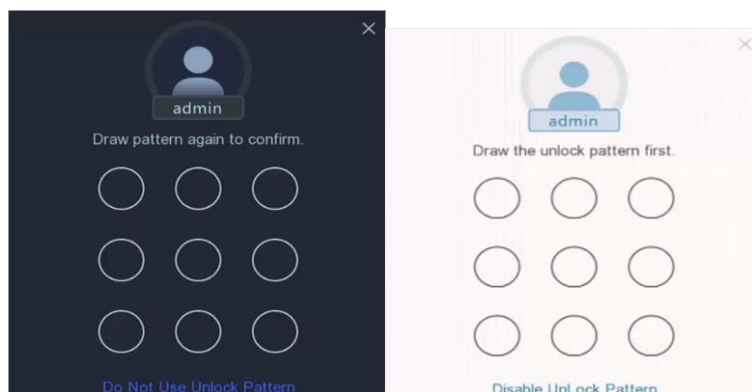 admin
Draw pattern again to confirm.
Do Not Use Unlock Pattern
admin
Draw the unlock pattern first.
Disable UnLock Pattern